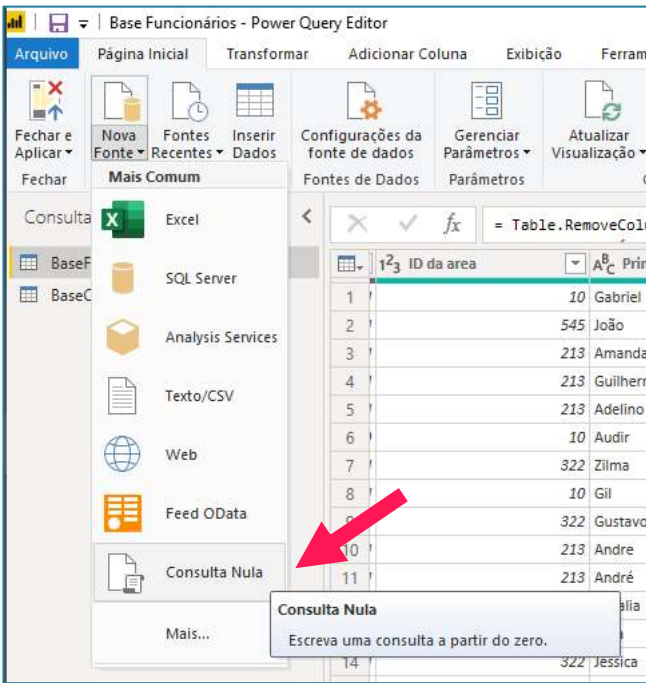 Base Funcionários - Power Query Editor
Arquivo Página Inicial Transformar Adicionar Coluna Exibição
Fechar e Aplicar
Nova Fonte
Fontes Recentes
Inserir Dados
Configurações da fonte de dados
Gerenciar Parâmetros
Atualizar Visualização
Fechar
Fontes de Dados
Parâmetros
Mais Comum
Excel
SQL Server
Analysis Services
Texto/CSV
Web
Feed OData
Consulta Nula
Mais...
Consulta Nula
Escreva uma consulta a partir do zero.
Consulta
fx = Table.RemoveColu
1²3 ID da area ABC
1 10 Gabriel
2 545 João
3 213 Amanda
4 213
5 213 Adelino
6 10 Audir
7 322 Zilma
8 10 Gil
322 Gustavo
10 213 Andre
11 213 André
14 322 Jessica